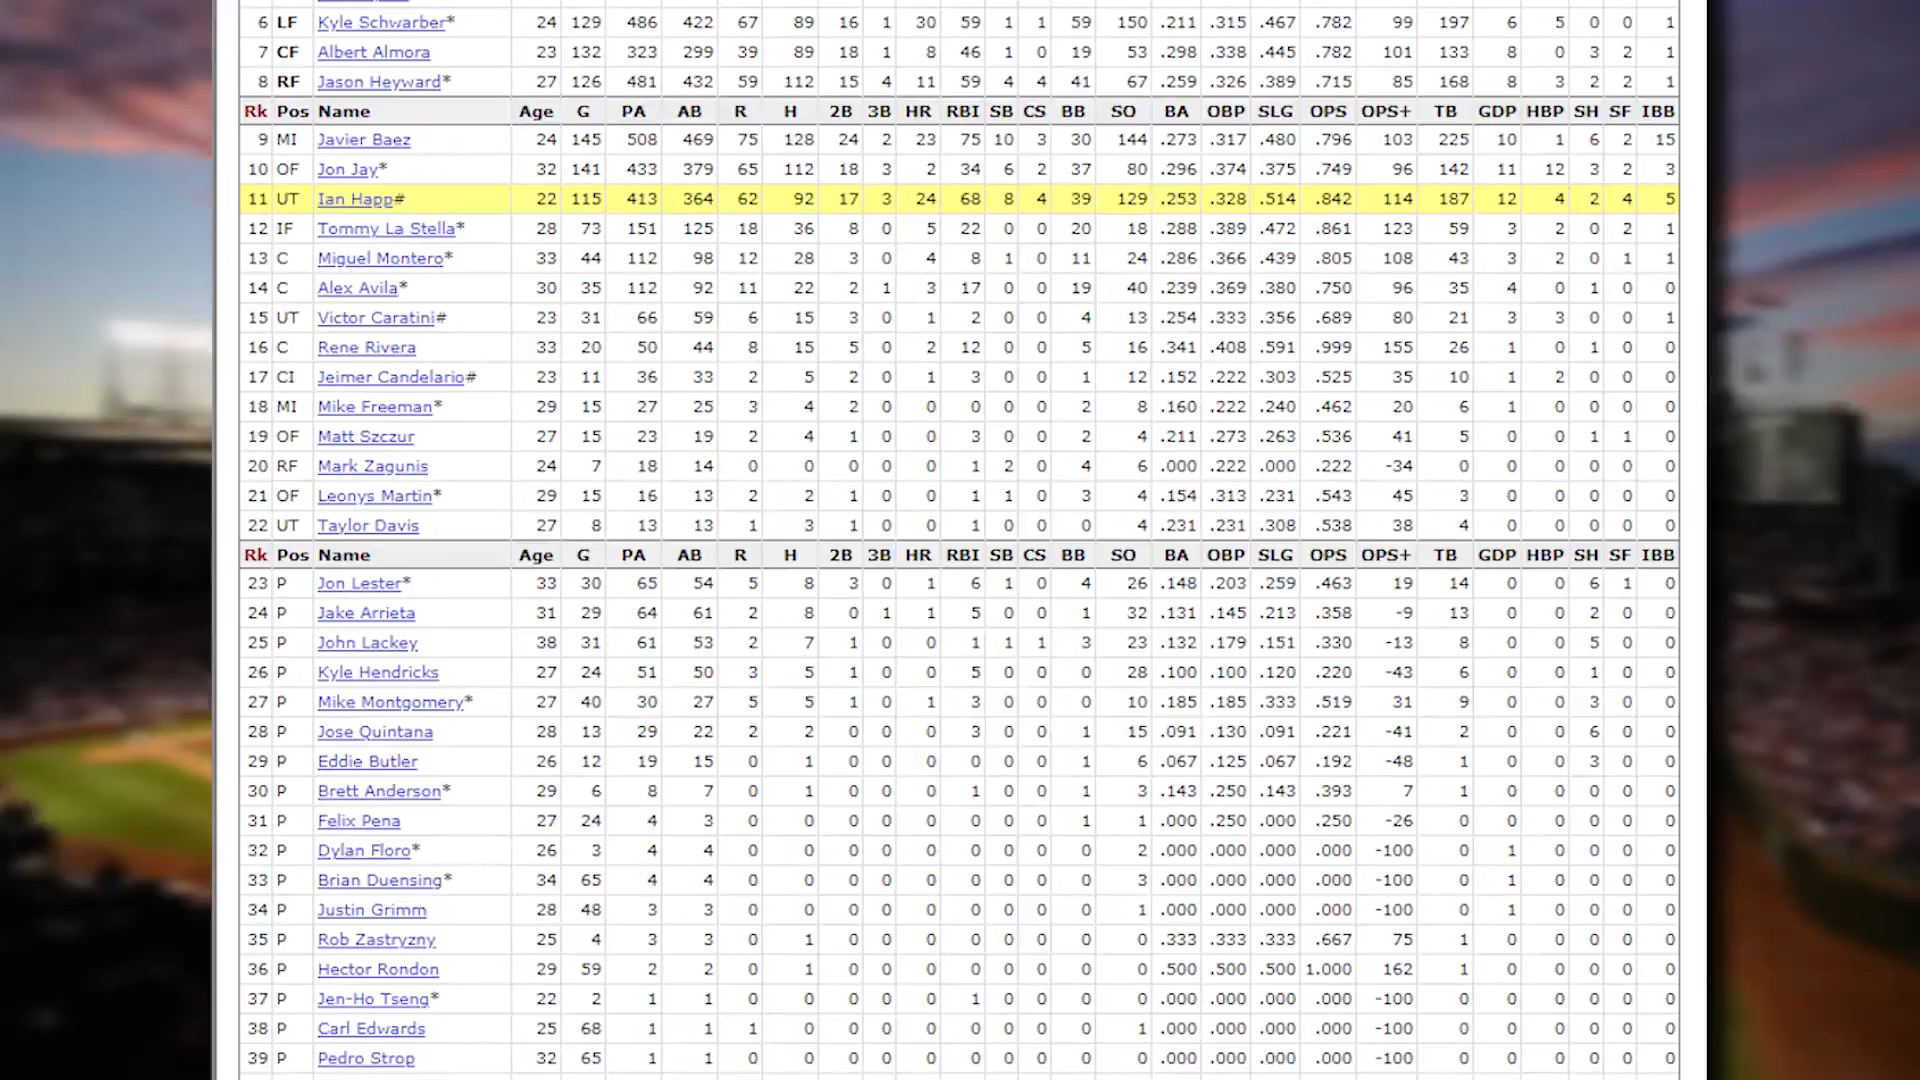 6 LF Kyle Schwarber* 24 129 486 422 67 89 16 1 30 59 1 1 59 150 .211 .315 .467 .782 99 197 6 5 0 0 1
7 CF Albert Almora 23 132 323 299 39 89 18 1 8 46 1 0 19 53 .298 .338 .445 .782 101 133 8 0 3 2 1
8 RF Jason Heyward* 27 126 481 432 59 112 15 4 11 59 4 4 41 67 .259 .326 .389 .715 85 168 8 3 2 2 1
Rk Pos Name Age G PA AB R H 2B 3B HR RBI SB CS BB SO BA OBP SLG OPS OPS+ TB GDP HBP SH SF IBB
9 MI Javier Baez 24 145 508 469 75 128 24 2 23 75 10 3 30 144 .273 .317 .480 .796 103 225 10 1 6 2 15
10 OF Jon Jay* 32 141 433 379 65 112 18 3 2 34 6 2 37 80 .296 .374 .375 .749 96 142 11 12 3 2 3
11 UT Ian Happ# 22 115 413 364 62 92 17 3 24 68 8 4 39 129 .253 .328 .514 .842 114 187 12 4 2 4 5
12 IF Tommy La Stella* 28 73 151 125 18 36 8 0 5 22 0 0 20 18 .288 .389 .472 .861 123 59 3 2 0 2 1
13 C Miguel Montero* 33 44 112 98 12 28 3 0 4 8 1 0 11 24 .286 .366 .439 .805 108 43 3 2 0 1 1
14 C Alex Avila* 30 35 112 92 11 22 2 1 3 17 0 0 19 40 .239 .369 .380 .750 96 35 4 0 1 0 0
15 UT Victor Caratini# 23 31 66 59 6 15 3 0 1 2 0 0 4 13 .254 .333 .356 .689 80 21 3 3 0 0 1
16 C Rene Rivera 33 20 50 44 8 15 5 0 2 12 0 0 5 16 .341 .408 .591 .999 155 26 1 0 1 0 0
17 CI Jeimer Candelario# 23 11 36 33 2 5 2 0 1 3 0 0 1 12 .152 .222 .303 .525 35 10 1 2 0 0 0
18 MI Mike Freeman* 29 15 27 25 3 4 2 0 0 0 0 0 2 8 .160 .222 .240 .462 20 6 1 0 0 0 0
19 OF Matt Szczur 27 15 23 19 2 4 1 0 0 3 0 0 2 4 .211 .273 .263 .536 41 5 0 0 1 1 0
20 RF Mark Zagunis 24 7 18 14 0 0 0 0 0 1 2 0 4 6 .000 .222 .000 .222 -34 0 0 0 0 0 0
21 OF Leonys Martin* 29 15 16 13 2 2 1 0 0 1 1 0 3 4 .154 .313 .231 .543 45 3 0 0 0 0 0
22 UT Taylor Davis 27 8 13 13 1 3 1 0 0 1 0 0 0 4 .231 .231 .308 .538 38 4 0 0 0 0 0
Rk Pos Name Age G PA AB R H 2B 3B HR RBI SB CS BB SO BA OBP SLG OPS OPS+ TB GDP HBP SH SF IBB
23 P Jon Lester* 33 30 65 54 5 8 3 0 1 6 1 0 4 26 .148 .203 .259 .463 19 14 0 0 6 1 0
24 P Jake Arrieta 31 29 64 61 2 8 0 1 1 5 0 0 1 32 .131 .145 .213 .358 -9 13 0 0 2 0 0
25 P John Lackey 38 31 61 53 2 7 1 0 0 1 1 1 3 23 .132 .179 .151 .330 -13 8 0 0 5 0 0
26 P Kyle Hendricks 27 24 51 50 3 5 1 0 0 5 0 0 0 28 .100 .100 .120 .220 -43 6 0 0 1 0 0
27 P Mike Montgomery* 27 40 30 27 5 5 1 0 1 3 0 0 0 10 .185 .185 .333 .519 31 9 0 0 3 0 0
28 P Jose Quintana 28 13 29 22 2 2 0 0 0 3 0 0 1 15 .091 .130 .091 .221 -41 2 0 0 6 0 0
29 P Eddie Butler 26 12 19 15 0 1 0 0 0 0 0 0 1 6 .067 .125 .067 .192 -48 1 0 0 3 0 0
30 P Brett Anderson* 29 6 8 7 0 1 0 0 0 1 0 0 1 3 .143 .250 .143 .393 7 1 0 0 0 0 0
31 P Felix Pena 27 24 4 3 0 0 0 0 0 0 0 0 1 1 .000 .250 .000 .250 -26 0 0 0 0 0 0
32 P Dylan Floro* 26 3 4 4 0 0 0 0 0 0 0 0 0 2 .000 .000 .000 .000 -100 0 1 0 0 0 0
33 P Brian Duensing* 34 65 4 4 0 0 0 0 0 0 0 0 0 3 .000 .000 .000 .000 -100 0 1 0 0 0 0
34 P Justin Grimm 28 48 3 3 0 0 0 0 0 0 0 0 0 1 .000 .000 .000 .000 -100 0 1 0 0 0 0
35 P Rob Zastryzny 25 4 3 3 0 1 0 0 0 0 0 0 0 0 .333 .333 .333 .667 75 1 0 0 0 0 0
36 P Hector Rondon 29 59 2 2 0 1 0 0 0 0 0 0 0 0 .500 .500 .500 1.000 162 1 0 0 0 0 0
37 P Jen-Ho Tseng* 22 2 1 1 0 0 0 0 0 1 0 0 0 0 .000 .000 .000 .000 -100 0 0 0 0 0 0
38 P Carl Edwards 25 68 1 1 1 0 0 0 0 0 0 0 0 1 .000 .000 .000 .000 -100 0 0 0 0 0 0
39 P Pedro Strop 32 65 1 1 0 0 0 0 0 0 0 0 0 0 .000 .000 .000 .000 -100 0 0 0 0 0 0